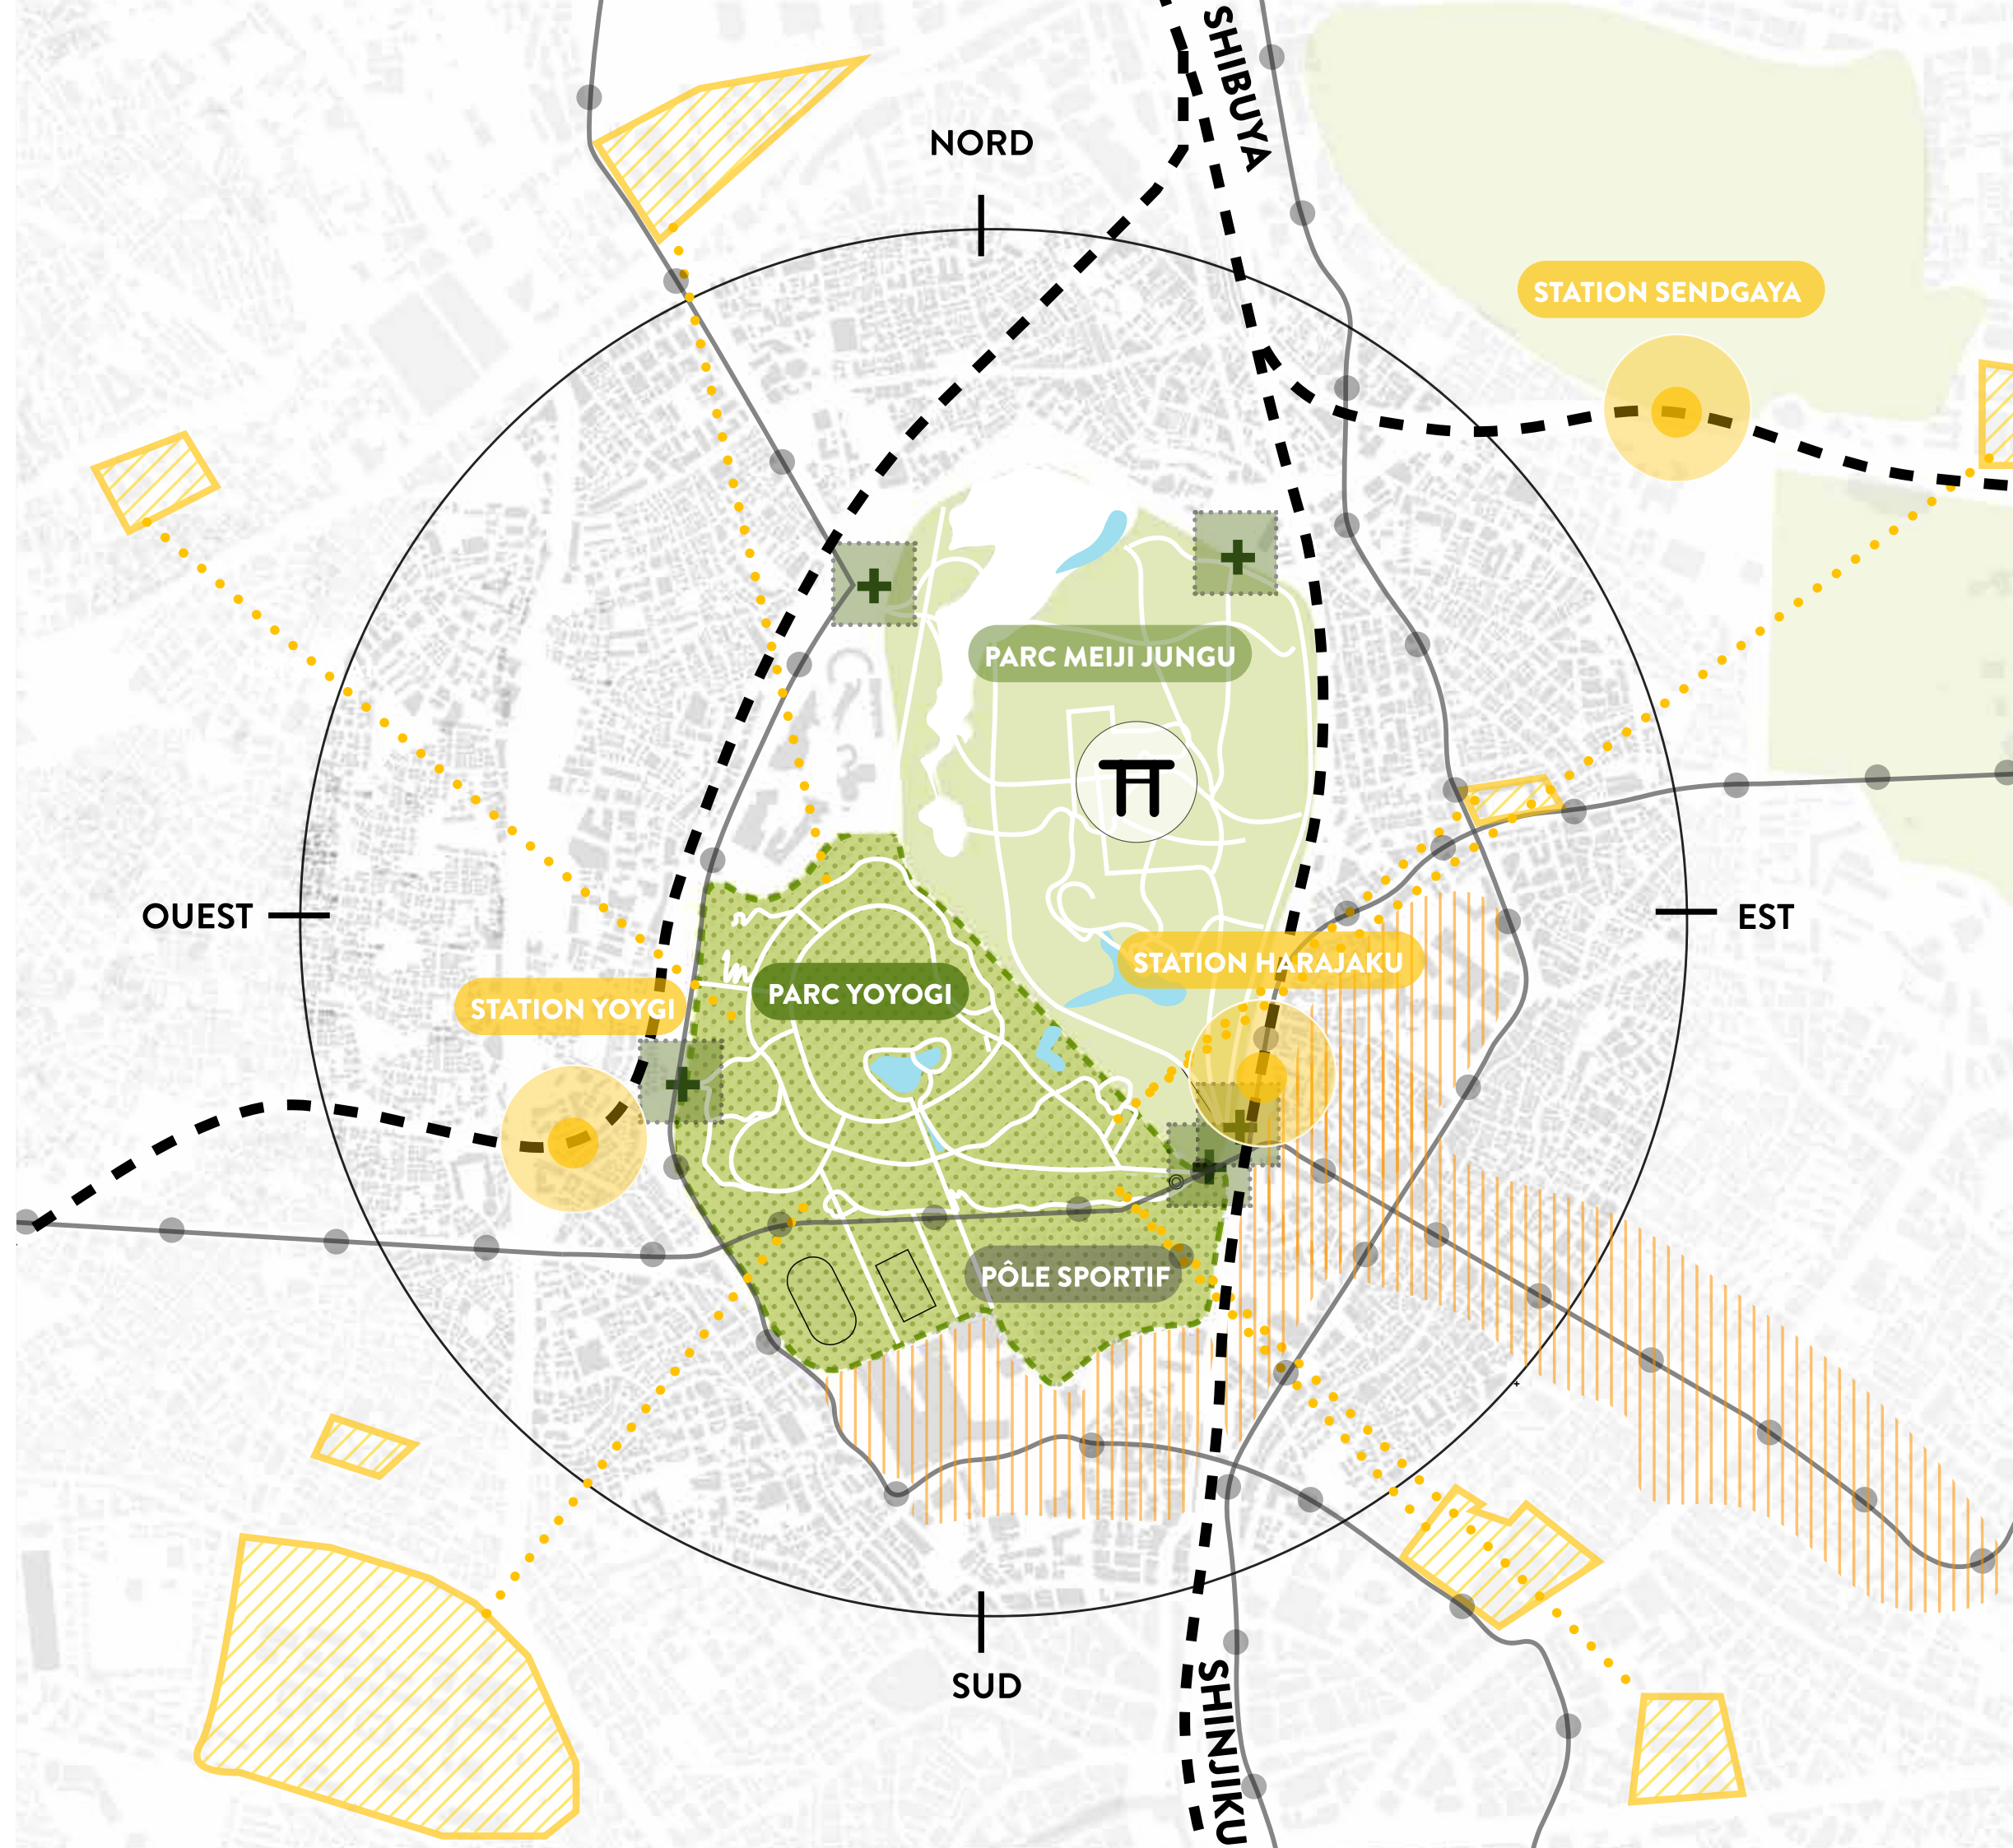 SHIBUYA
NORD
STATION SENDGAYA
PARC MEIJI JUNGU
OUEST
EST
STATION HARAJAKU
PARC YOYOGI
STATION YOYGI
PÔLE SPORTIF
SUD
SHINJIKU